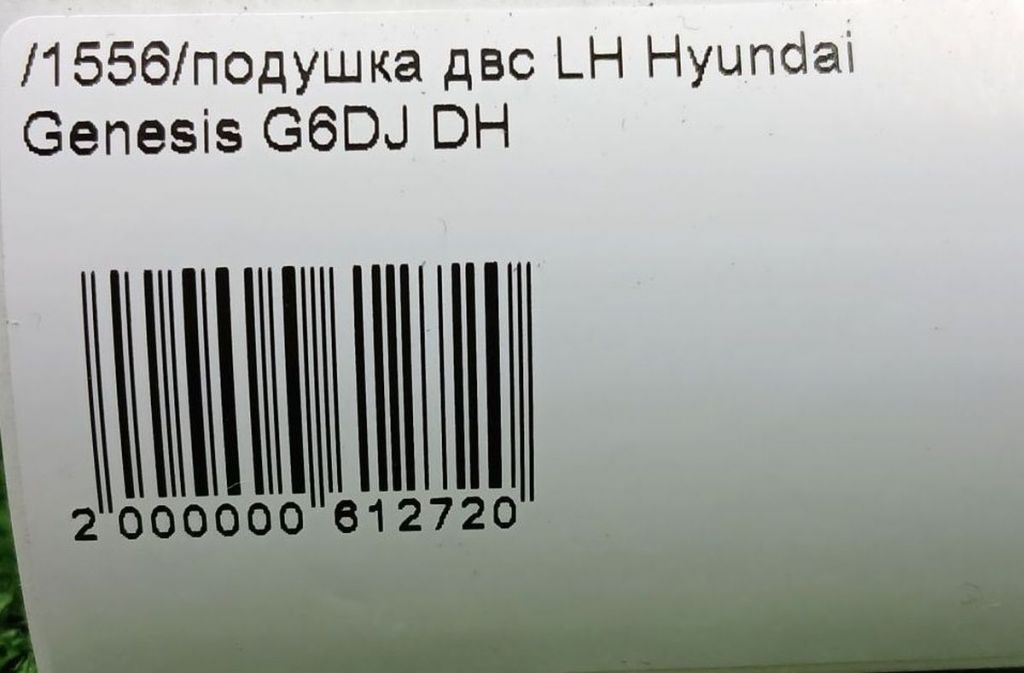 /1556/подушка двс LH Hyundai
Genesis G6DJ DH
2 000000 612720